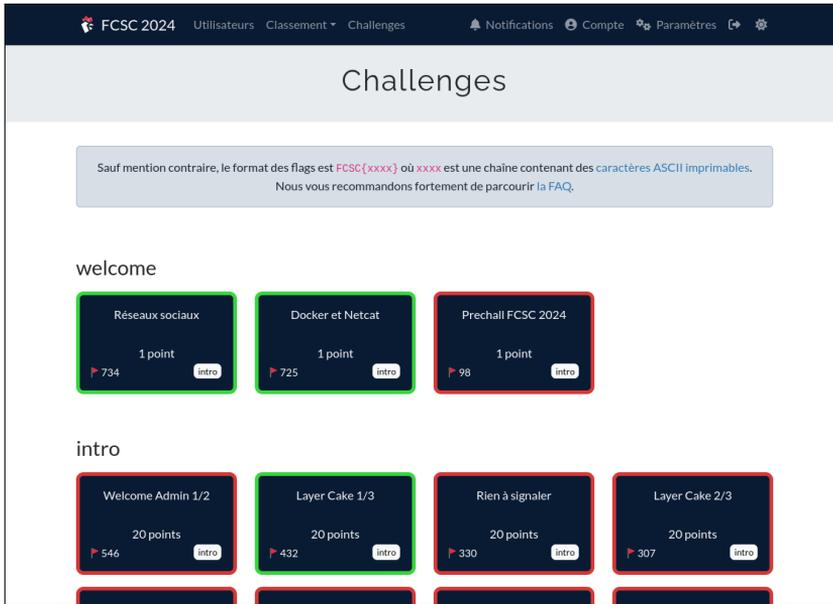 FCSC 2024 Utilisateurs Classement Challenges Notifications Compte Paramètres
Challenges
Sauf mention contraire, le format des flags est FCSC{xxxx} où xxxx est une chaîne contenant des caractères ASCII imprimables.
Nous vous recommandons fortement de parcourir la FAQ.
welcome
Réseaux sociaux
1 point
734 intro
Docker et Netcat
1 point
725 intro
Prechall FCSC 2024
1 point
98 intro
intro
Welcome Admin 1/2
20 points
546 intro
Layer Cake 1/3
20 points
432 intro
Rien à signaler
20 points
330 intro
Layer Cake 2/3
20 points
307 intro